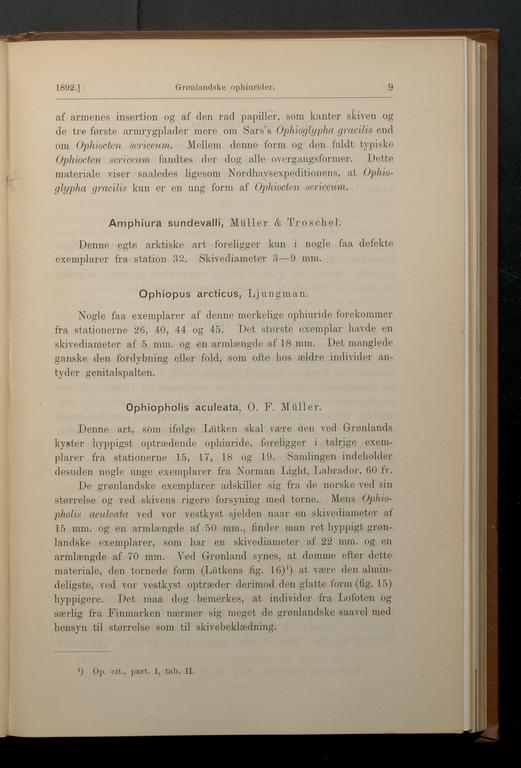 1892.] Grønlandske ophiurider. 9
af armenes insertion og af den rad papiller, som kanter skiven og
de tre første armrygplader mere om Sars's Ophioglypha gracilis end
om Ophiocten sericeum. Mellem denne form og den fuldt typiske
Ophiocten sericeum fandtes der dog alle overgangsformer. Dette
materiale viser saaledes ligesom Nordhavsexpeditionens, at Ophio-
glypha gracilis kun er en ung form af Ophiocten sericeum.
Amphiura sundevalli, Müller & Troschel.
Denne egte arktiske art foreligger kun i nogle faa defekte
exemplarer fra station 32. Skivediameter 3—9 mm.
Ophiopus arcticus, Ljungman.
Nogle faa exemplarer af denne merkelige ophiuride forekommer
fra stationerne 26, 40, 44 og 45. Det største exemplar havde en
skivediameter af 5 mm. og en armlængde af 18 mm. Det manglede
ganske den fordybning eller fold, som ofte hos ældre individer an-
tyder genitalspalten.
Ophiopholis aculeata, O. F. Müller.
Denne art, som ifølge Lütken skal være den ved Grønlands
kyster hyppigst optrædende ophiuride, foreligger i talrige exem-
plarer fra stationerne 15, 17, 18 og 19. Samlingen indeholder
desuden nogle unge exemplarer fra Norman Light, Labrador, 60 fv.
De grønlandske exemplarer adskiller sig fra de norske ved sin
størrelse og ved skivens rigere forsyning med torne. Mens Ophio-
pholis aculeata ved vor vestkyst sjelden naar en skivediameter af
15 mm. og en armlængde af 50 mm., finder man ret hyppigt grøn-
landske exemplarer, som har en skivediameter af 22 mm. og en
armlængde af 70 mm. Ved Grønland synes, at dømme efter dette
materiale, den tornede form (Lütkens fig. 16)¹) at være den almin-
deligste, ved vor vestkyst optræder derimod den glatte form (fig. 15)
hyppigere. Det maa dog bemerkes, at individer fra Lofoten og
særlig fra Finmarken nærmer sig meget de grønlandske saavel med
hensyn til størrelse som til skivebeklædning.
¹) Op. cit., part. I, tab. II.